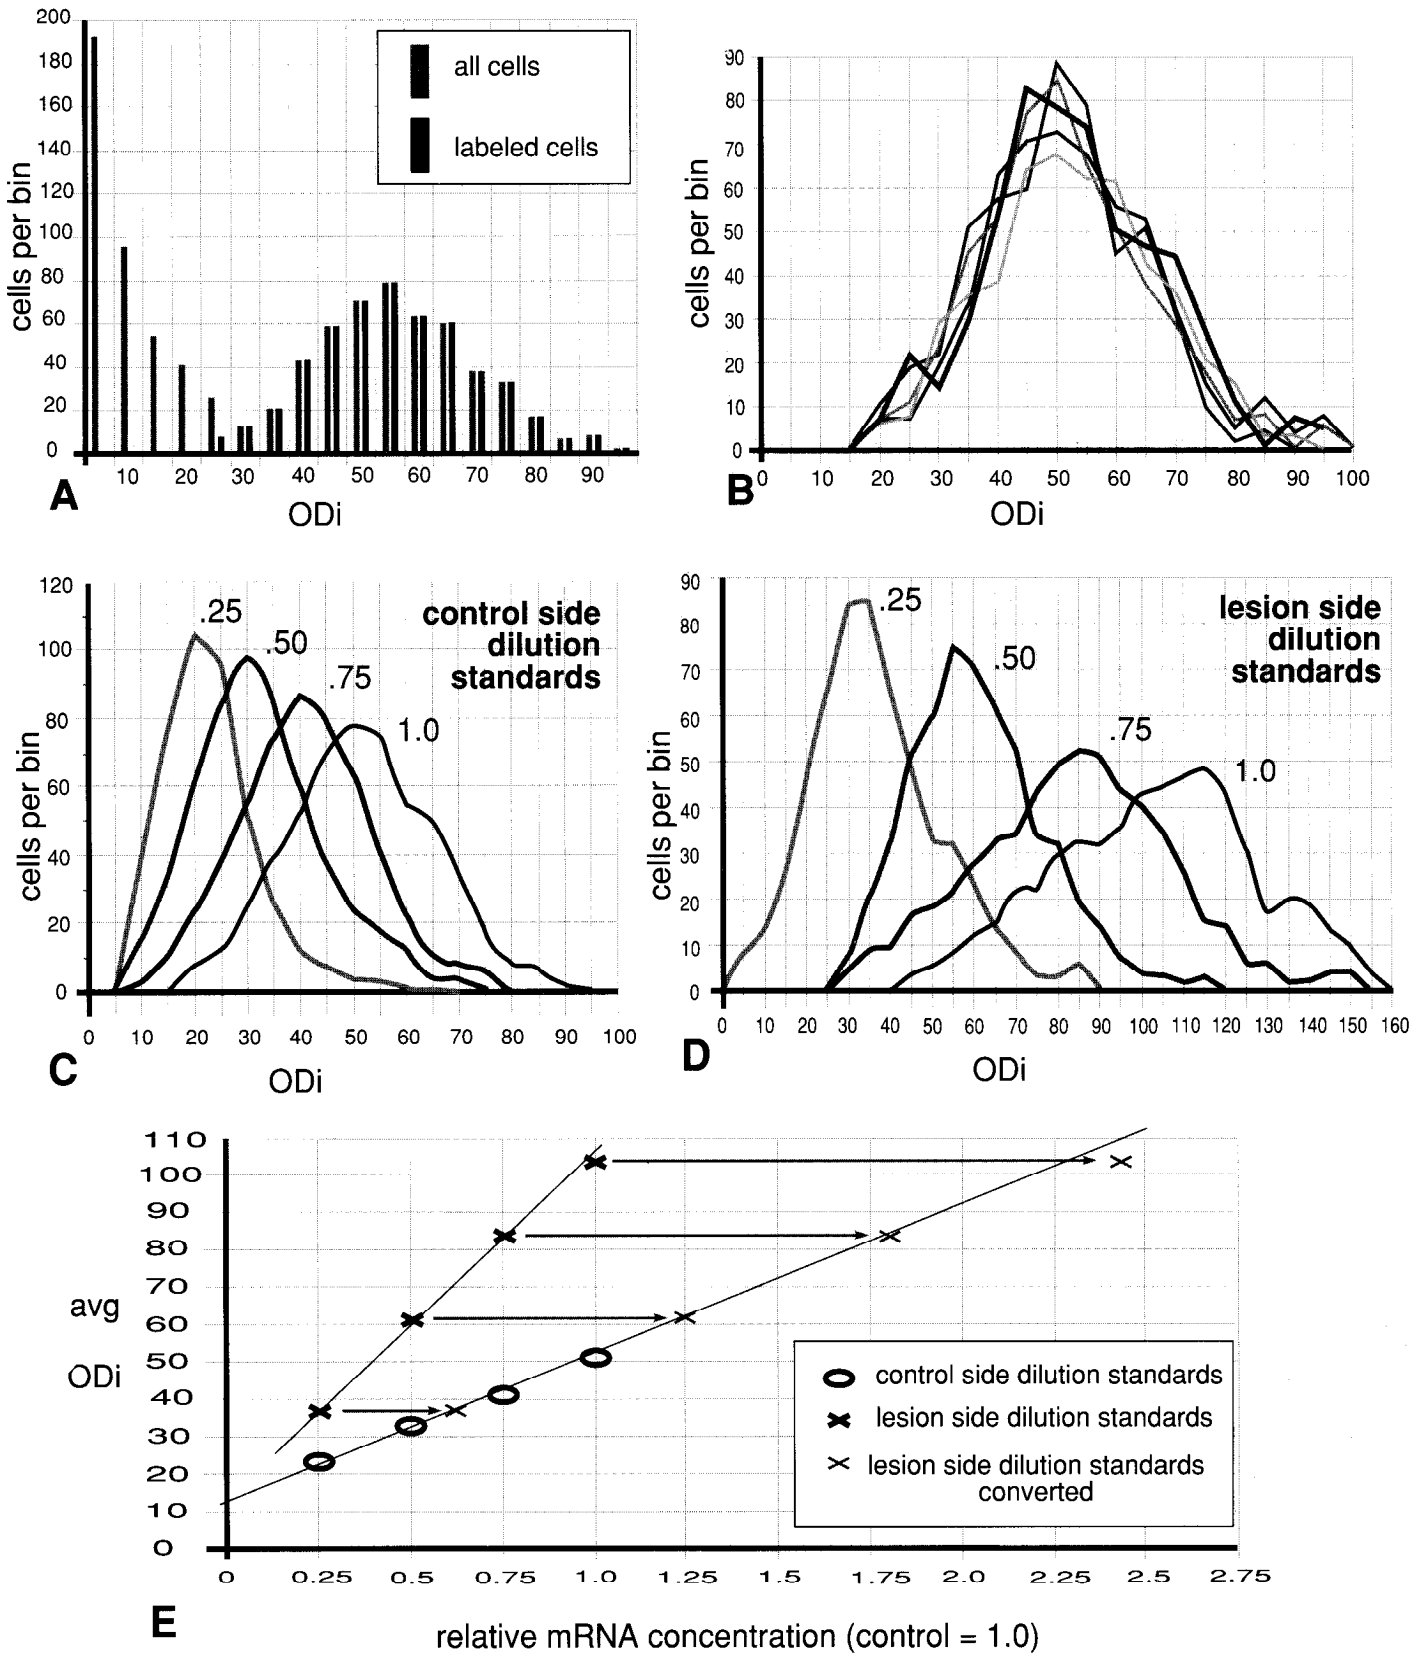 200
180
160
140
120
100
80
60
40
20
0
cells per bin
all cells
labeled cells
10 20 30 40 50 60 70 80 90
A
ODi
90
80
70
60
50
40
30
20
10
0
cells per bin
0 10 20 30 40 50 60 70 80 90 100
B
ODi
120
100
80
60
40
20
0
cells per bin
.25
.50
.75
1.0
control side
dilution
standards
0 10 20 30 40 50 60 70 80 90 100
C
ODi
90
80
70
60
50
40
30
20
10
0
cells per bin
.25
.50
.75
1.0
lesion side
dilution
standards
0 10 20 30 40 50 60 70 80 90 100 110 120 130 140 150 160
D
ODi
110
100
90
80
70
60
50
40
30
20
10
0
avg
ODi
control side dilution standards
lesion side dilution standards
lesion side dilution standards
converted
0 0.25 0.5 0.75 1.0 1.25 1.5 1.75 2.0 2.25 2.5 2.75
E
relative mRNA concentration (control = 1.0)